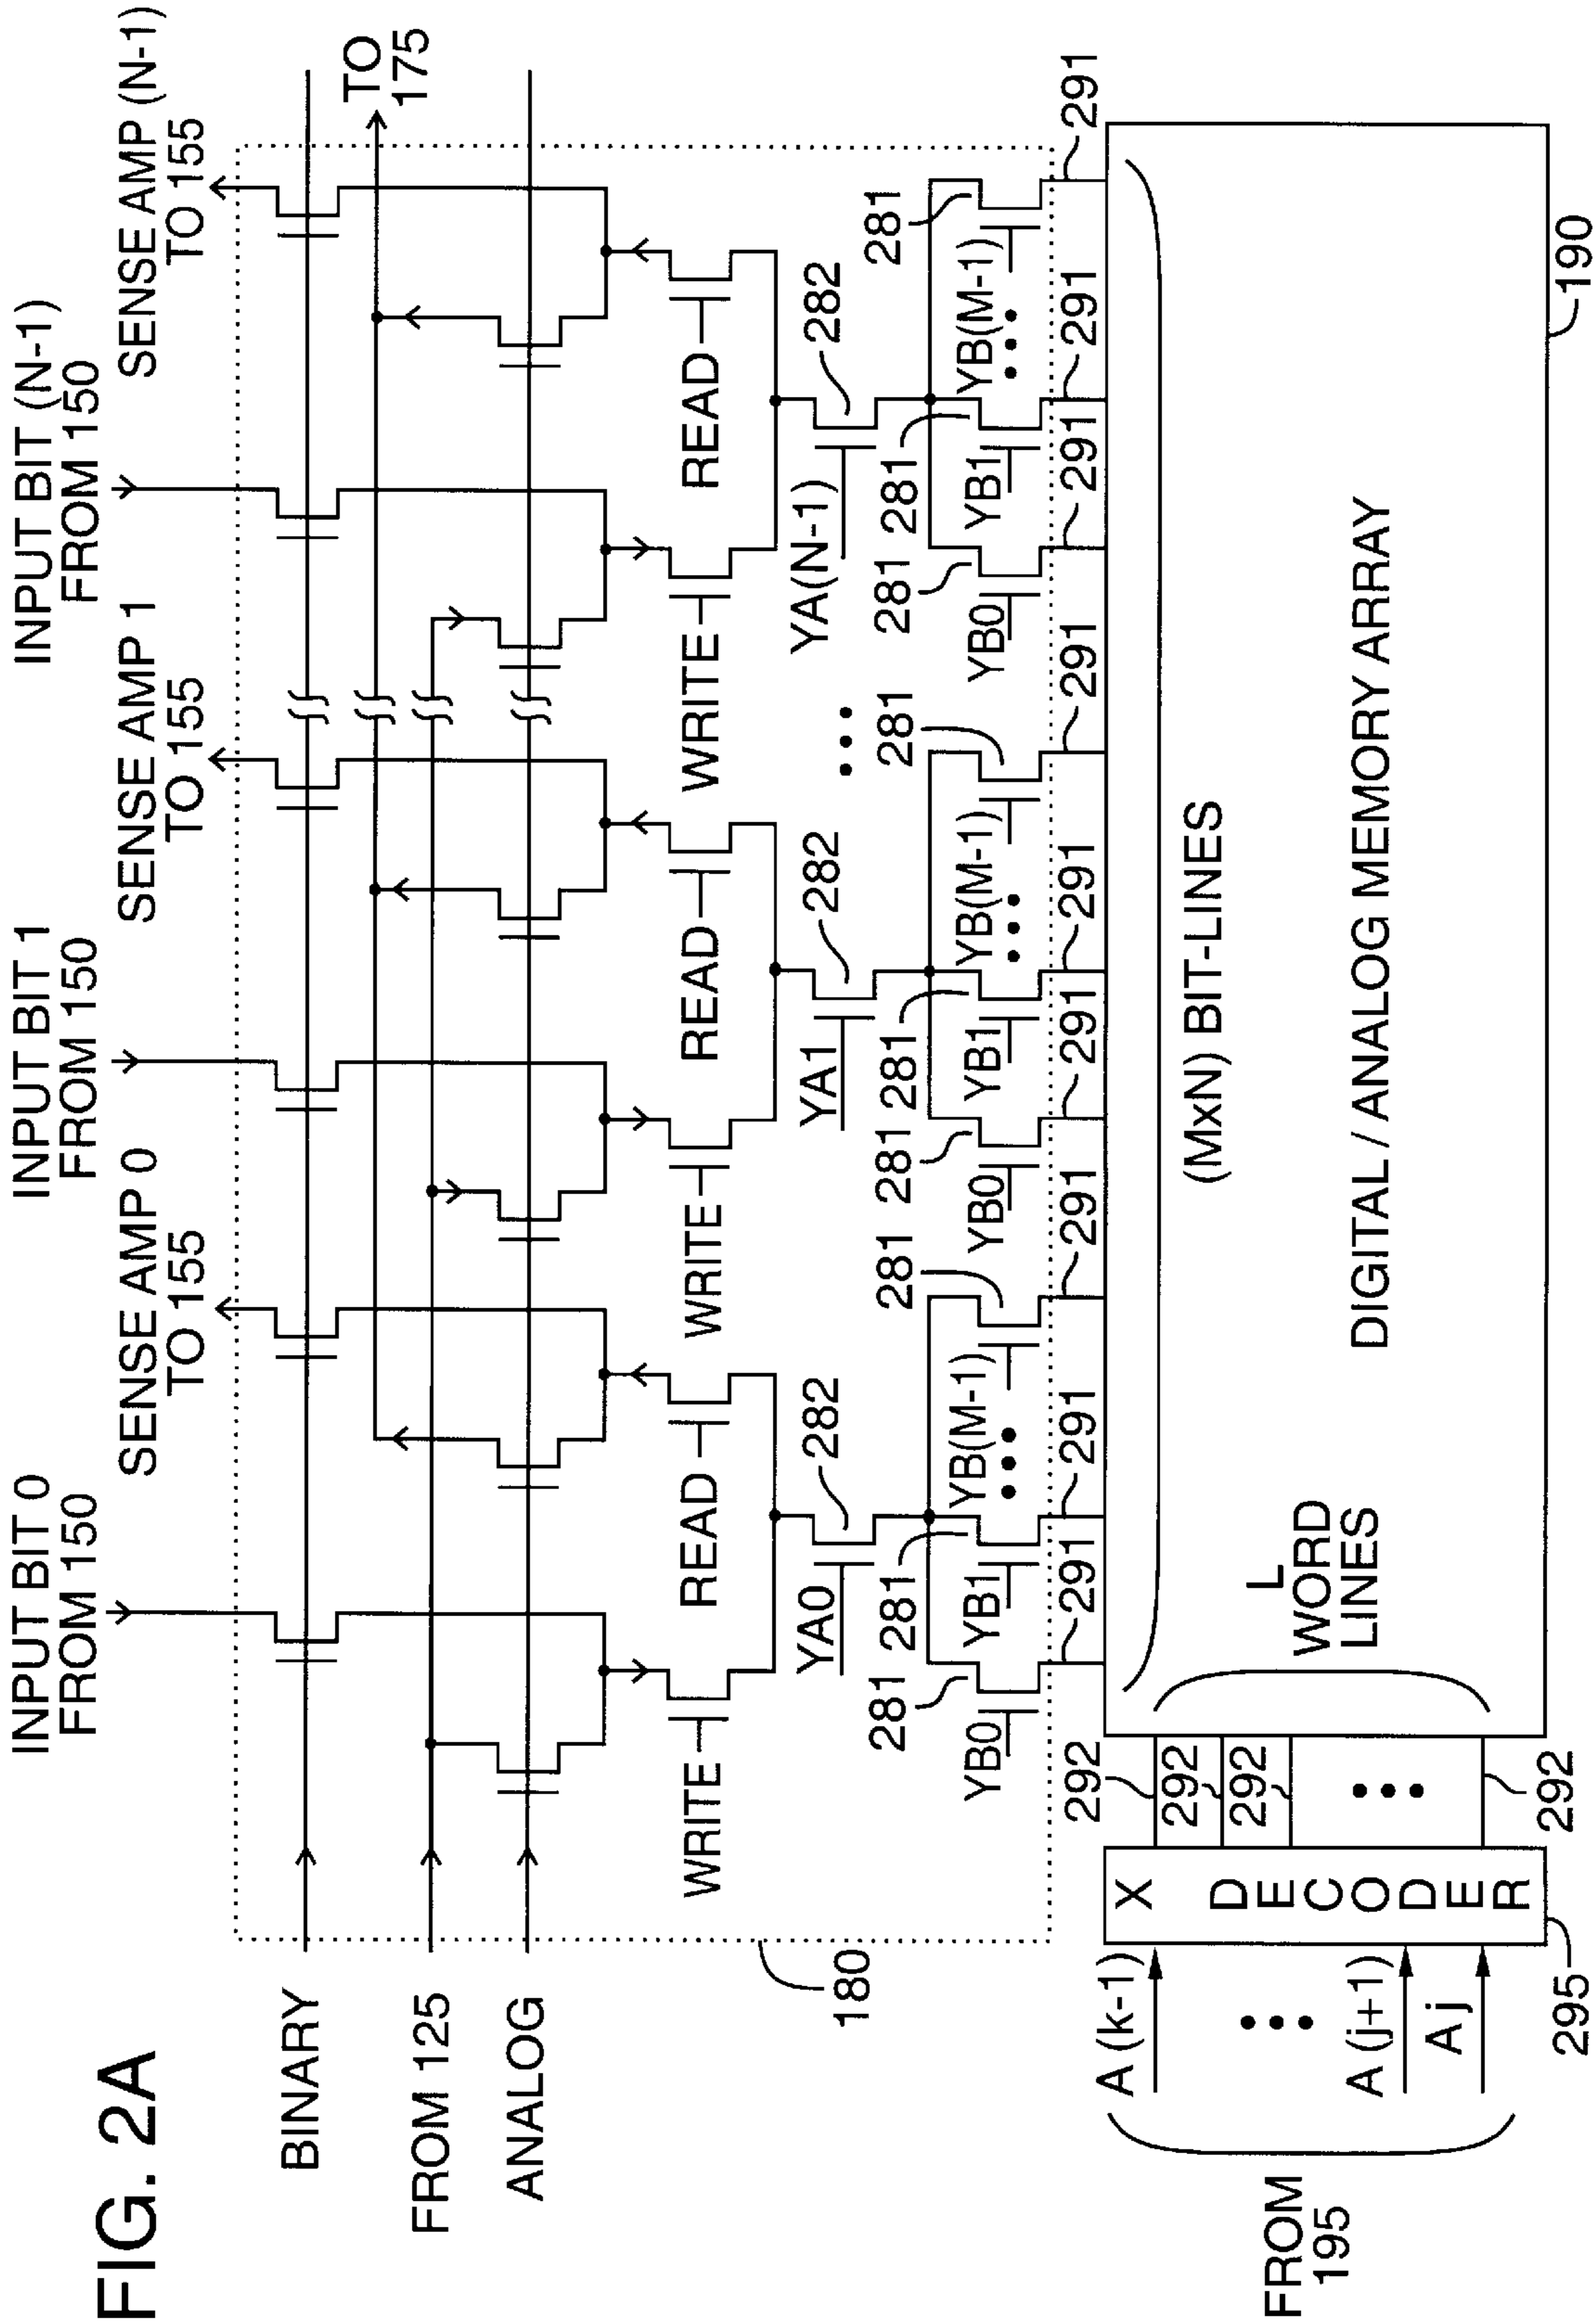 FIG. 2A
INPUT BIT 0
FROM 150
SENSE AMP 0
TO 155
INPUT BIT 1
FROM 150
SENSE AMP 1
TO 155
INPUT BIT (N-1)
FROM 150
SENSE AMP (N-1)
TO 155
BINARY
TO
175
FROM 125
ANALOG
WRITE
READ
WRITE
READ
WRITE
READ
180
YA0
282
YA1
282
YA(N-1)
282
281
281
281
281
281
281
281
281
281
YB0
YB1
YB(M-1)
YB0
YB1
YB(M-1)
YB0
YB1
YB(M-1)
291
291
291
291
291
291
291
291
291
292
292
292
292
(MxN) BIT-LINES
L
WORD
LINES
DIGITAL / ANALOG MEMORY ARRAY
190
X
DECODER
295
A (k-1)
A (j+1)
A j
FROM
195